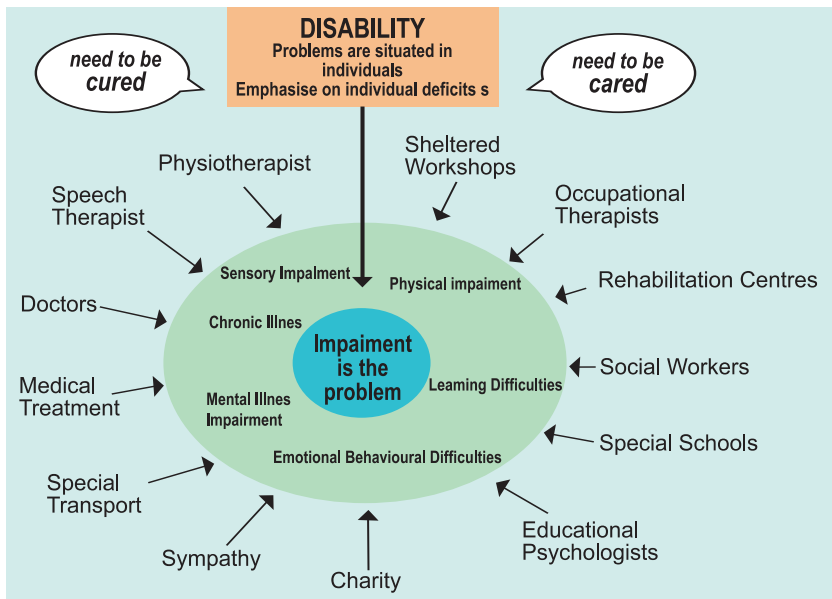 DISABILITY
Problems are situated in
individuals
Emphasise on individual deficits s
need to be
cured
need to be
cared
Physiotherapist
Sheltered
Workshops
Speech
Therapist
Occupational
Therapists
Doctors
Rehabilitation Centres
Medical
Treatment
Social Workers
Special
Transport
Special Schools
Sympathy
Charity
Educational
Psychologists
Sensory Impalment
Physical impaiment
Chronic Illnes
Impaiment
is the
problem
Leaming Difficulties
Mental Illnes
Impairment
Emotional Behavioural Difficulties